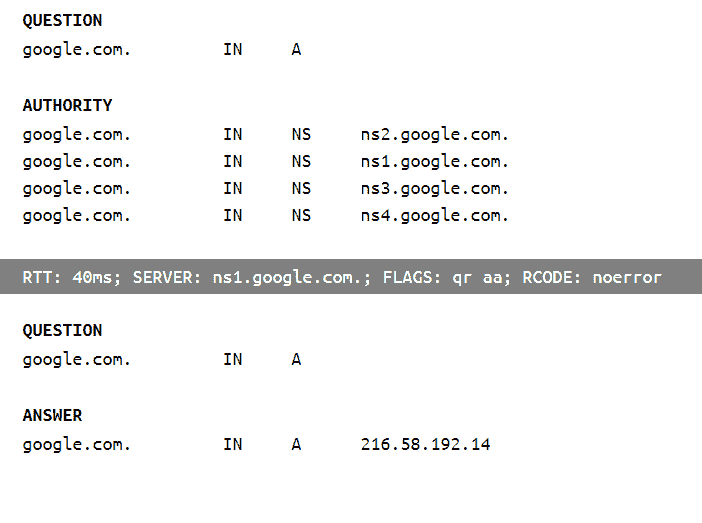 QUESTION
google.com. IN A
AUTHORITY
google.com. IN NS ns2.google.com.
google.com. IN NS ns1.google.com.
google.com. IN NS ns3.google.com.
google.com. IN NS ns4.google.com.
RTT: 40ms; SERVER: ns1.google.com.; FLAGS: qr aa; RCODE: noerror
QUESTION
google.com. IN A
ANSWER
google.com. IN A 216.58.192.14